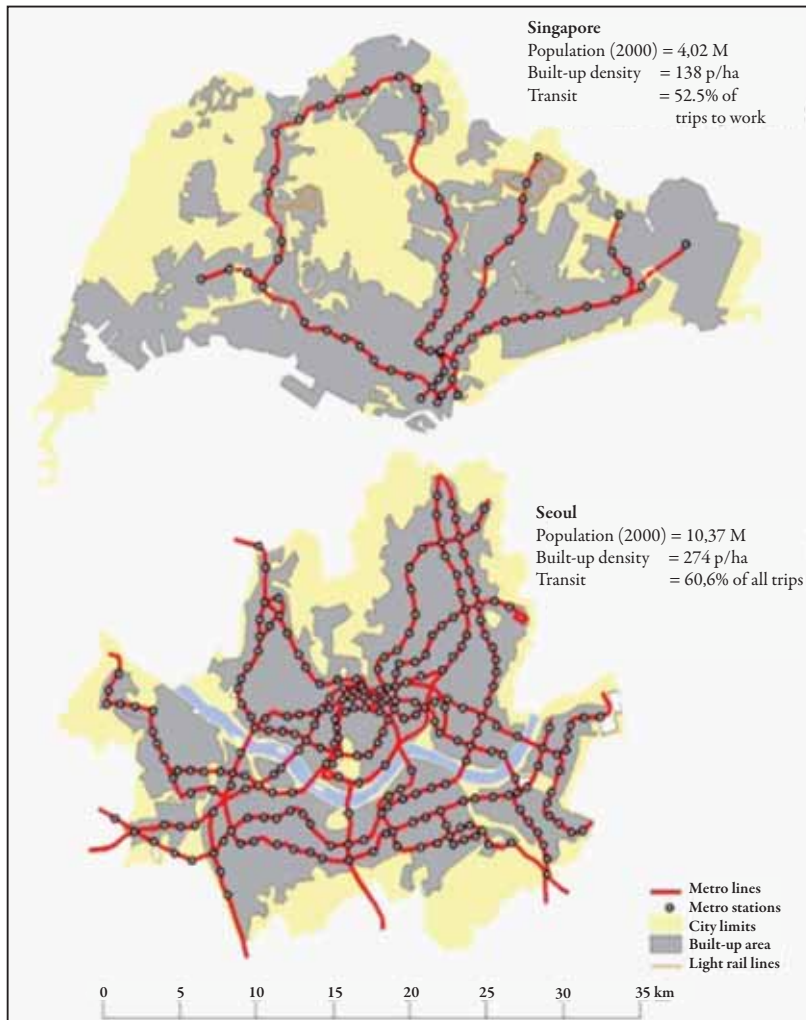 Singapore
Population (2000) = 4,02 M
Built-up density = 138 p/ha
Transit = 52.5% of
trips to work
Seoul
Population (2000) = 10,37 M
Built-up density = 274 p/ha
Transit = 60,6% of all trips
Metro lines
Metro stations
City limits
Built-up area
Light rail lines
0 5 10 15 20 25 30 35 km